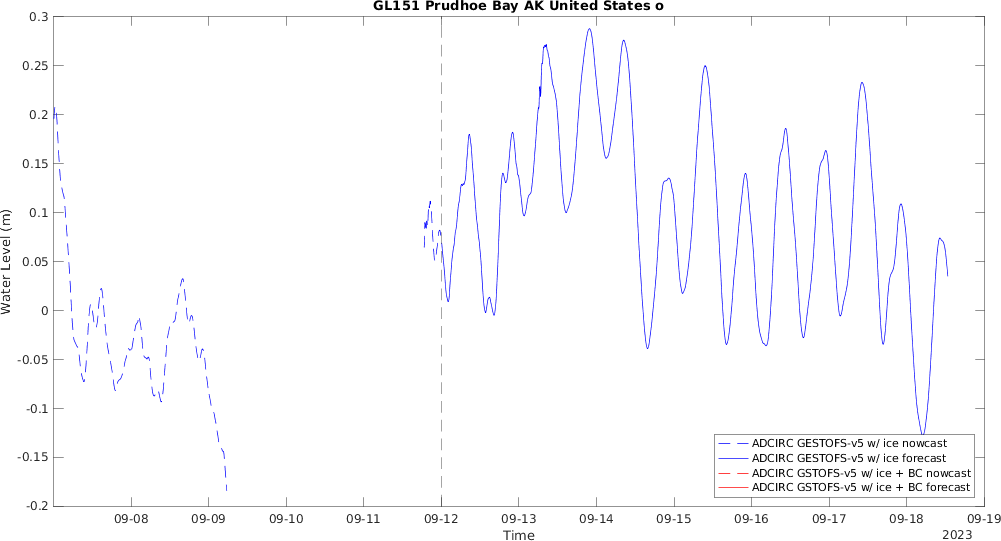 GL151 Prudhoe Bay AK United States o
0.3
0.25
0.2
0.15
0.1
0.05
0
-0.05
-0.1
-0.15
-0.2
Water Level (m)
ADCIRC GESTOFS-v5 w/ ice nowcast
ADCIRC GESTOFS-v5 w/ ice forecast
ADCIRC GSTOFS-v5 w/ ice + BC nowcast
ADCIRC GSTOFS-v5 w/ ice + BC forecast
09-08 09-09 09-10 09-11 09-12 09-13 09-14 09-15 09-16 09-17 09-18 09-19
Time
2023